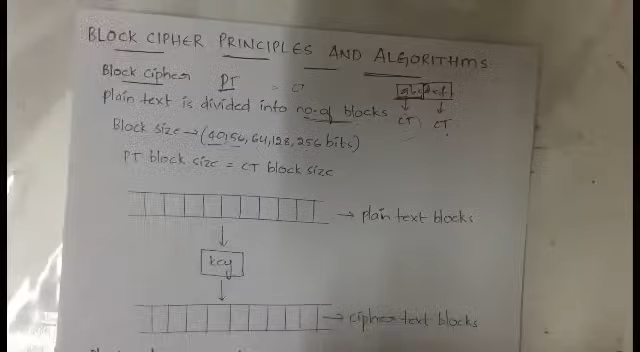 BLOCK CIPHER PRINCIPLES AND ALGORITHMS
Block cipher PT =
plain text is divided into no. of blocks
CT CT
Block size → (40,56, 64, 128, 256 bits)
PT block size = CT block size
→ plain text blocks
key
→ cipher text blocks